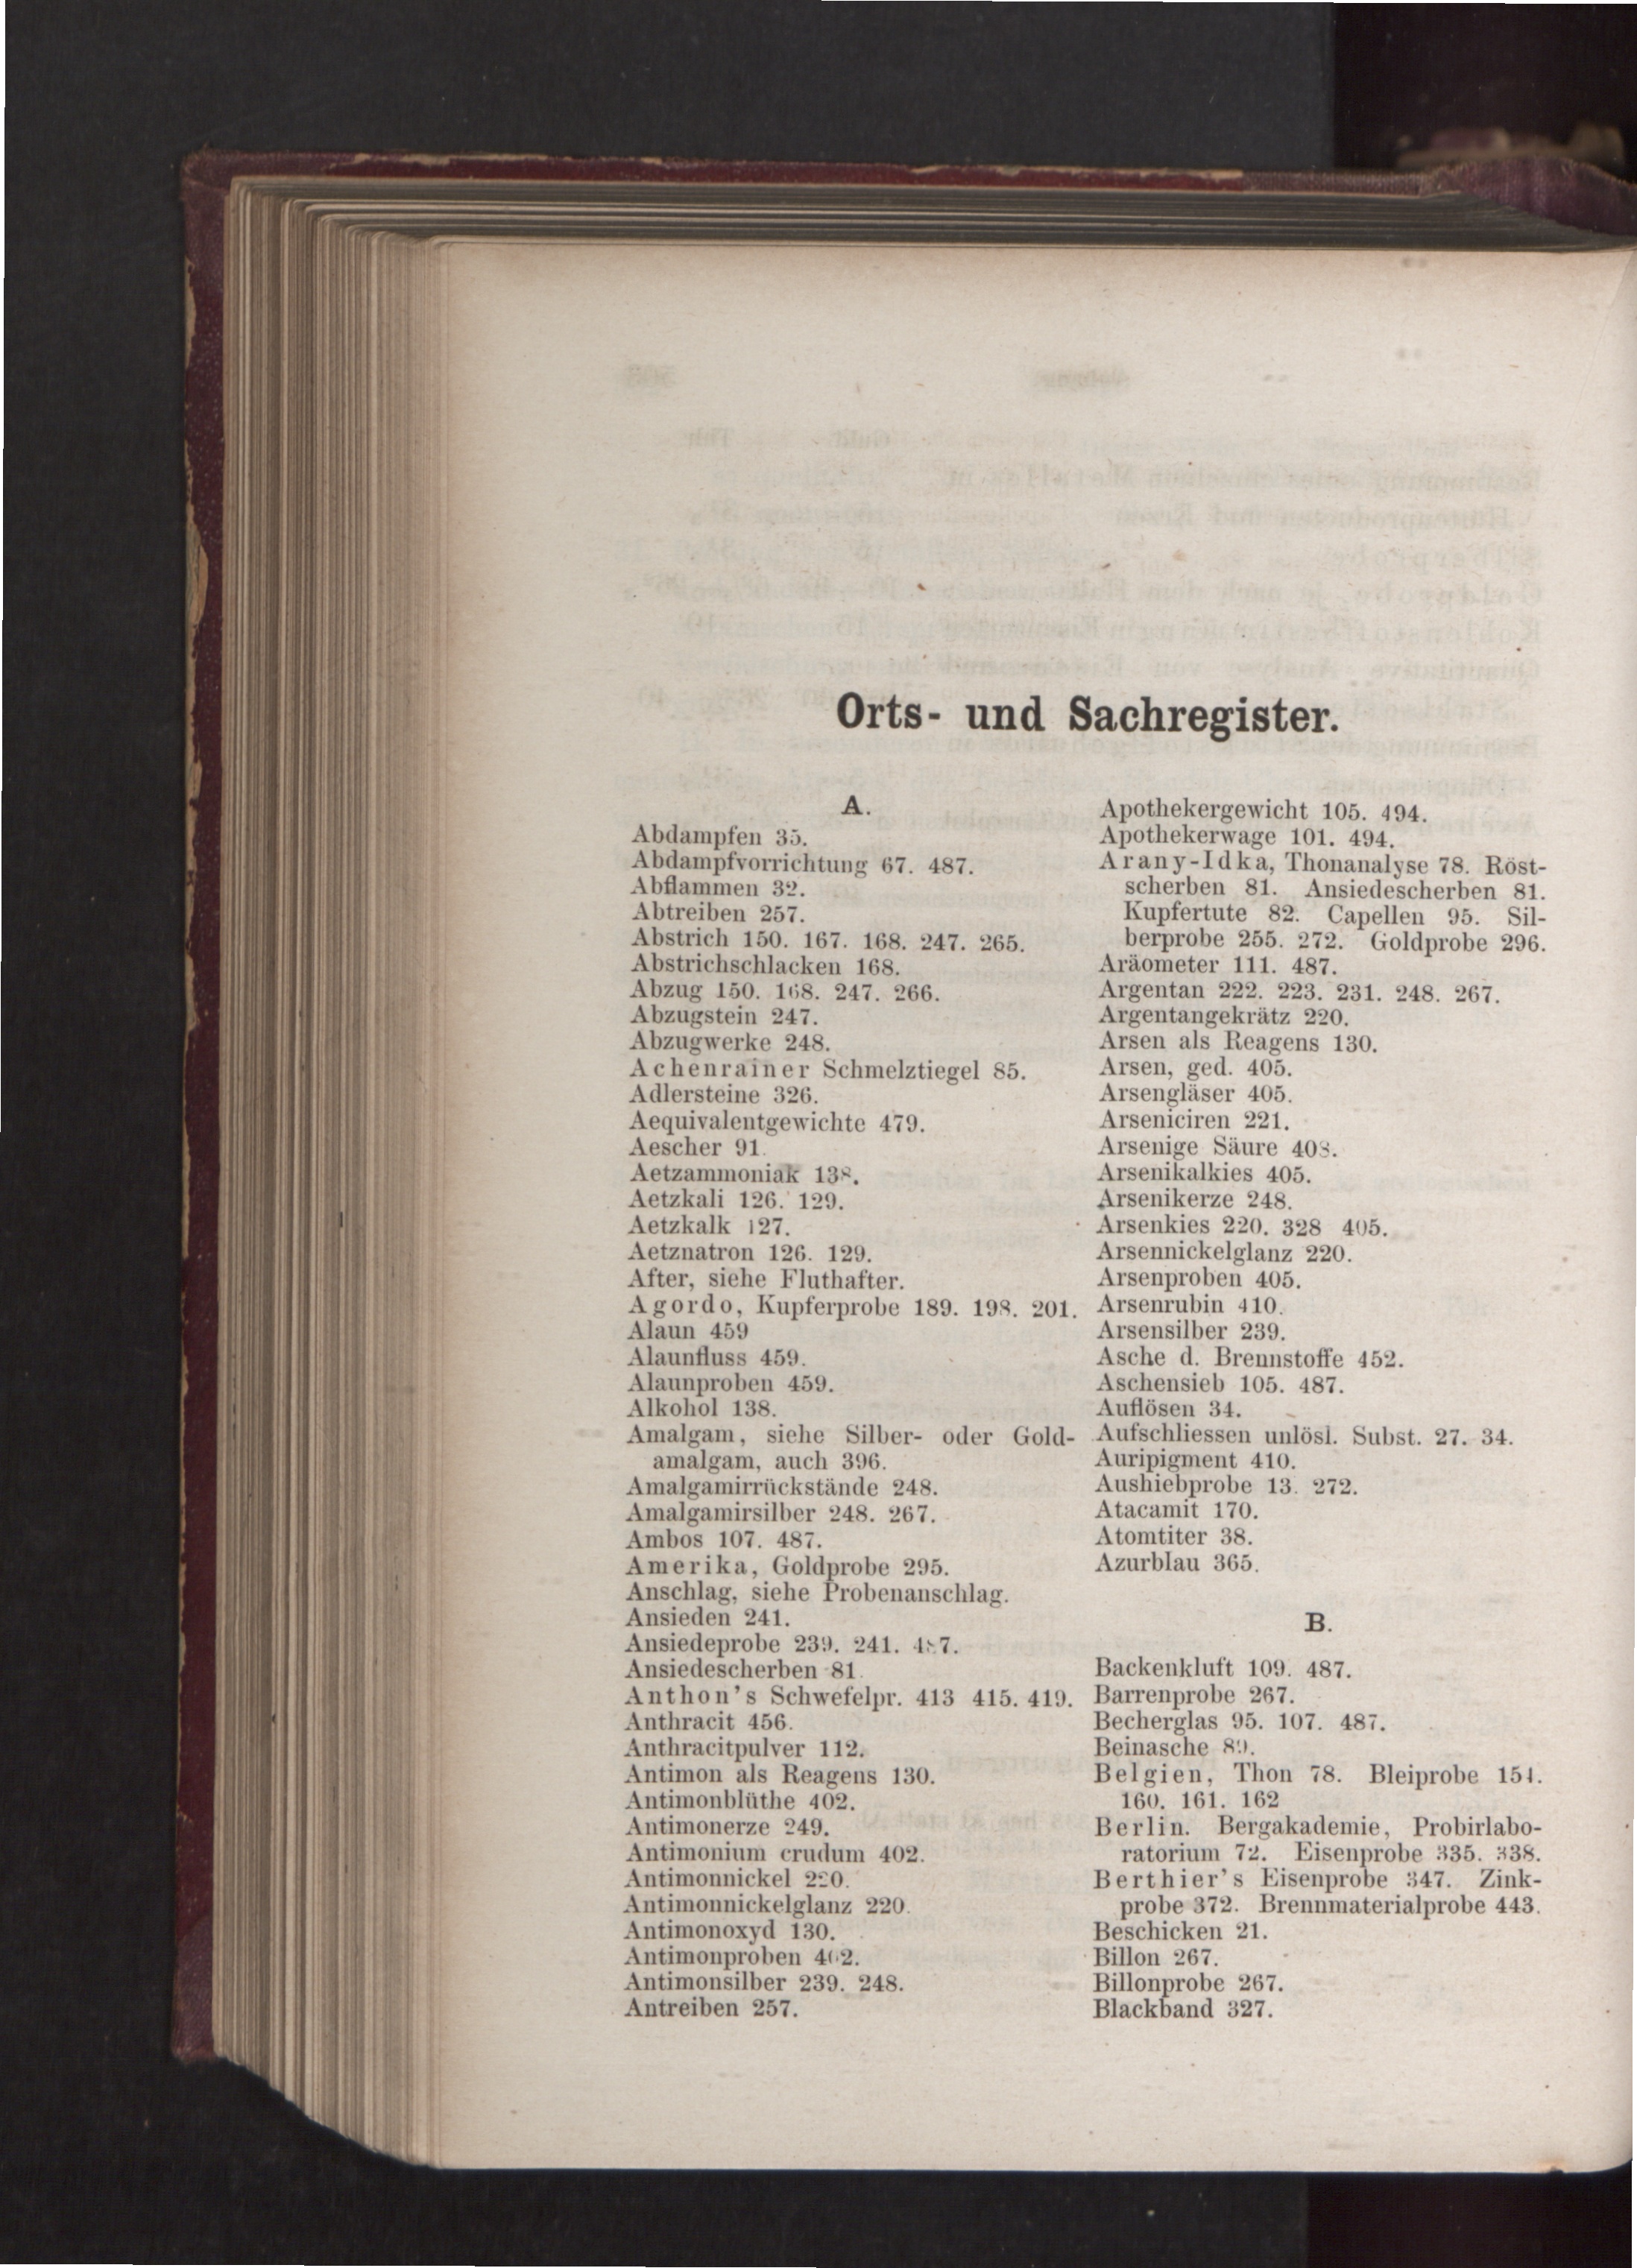 Orts- und Sachregister.
A.
Abdampfen 35.
Abdampfvorrichtung 67. 487.
Abflammen 32.
Abtreiben 257.
Abstrich 150. 167. 168. 247. 265.
Abstrichschlacken 168.
Abzug 150. 168. 247. 266.
Abzugstein 247.
Abzugwerke 248.
Achenrainer Schmelztiegel 85.
Adlersteine 326.
Aequivalentgewichte 479.
Aescher 91.
Aetzammoniak 138.
Aetzkali 126. 129.
Aetzkalk 127.
Aetznatron 126. 129.
After, siehe Fluthafter.
Agordo, Kupferprobe 189. 198. 201.
Alaun 459
Alaunfluss 459.
Alaunproben 459.
Alkohol 138.
Amalgam, siehe Silber- oder Gold-
amalgam, auch 396.
Amalgamirrückstände 248.
Amalgamirsilber 248. 267.
Ambos 107. 487.
Amerika, Goldprobe 295.
Anschlag, siehe Probenanschlag.
Ansieden 241.
Ansiedeprobe 239. 241. 487.
Ansiedescherben 81.
Anthon's Schwefelpr. 413 415. 419.
Anthracit 456.
Anthracitpulver 112.
Antimon als Reagens 130.
Antimonblüthe 402.
Antimonerze 249.
Antimonium crudum 402.
Antimonnickel 220.
Antimonnickelglanz 220.
Antimonoxyd 130.
Antimonproben 402.
Antimonsilber 239. 248.
Antreiben 257.
Apothekergewicht 105. 494.
Apothekerwage 101. 494.
Arany-Idka, Thonanalyse 78. Röst-
scherben 81. Ansiedescherben 81.
Kupfertute 82. Capellen 95. Sil-
berprobe 255. 272. Goldprobe 296.
Aräometer 111. 487.
Argentan 222. 223. 231. 248. 267.
Argentangekrätz 220.
Arsen als Reagens 130.
Arsen, ged. 405.
Arsengläser 405.
Arseniciren 221.
Arsenige Säure 408.
Arsenikalkies 405.
Arsenikerze 248.
Arsenkies 220. 328 405.
Arsennickelglanz 220.
Arsenproben 405.
Arsenrubin 410.
Arsensilber 239.
Asche d. Brennstoffe 452.
Aschensieb 105. 487.
Auflösen 34.
Aufschliessen unlösl. Subst. 27. 34.
Auripigment 410.
Aushiebprobe 13. 272.
Atacamit 170.
Atomtiter 38.
Azurblau 365.
B.
Backenkluft 109. 487.
Barrenprobe 267.
Becherglas 95. 107. 487.
Beinasche 89.
Belgien, Thon 78. Bleiprobe 154.
160. 161. 162
Berlin. Bergakademie, Probirlabo-
ratorium 72. Eisenprobe 335. 338.
Berthier's Eisenprobe 347. Zink-
probe 372. Brennmaterialprobe 443.
Beschicken 21.
Billon 267.
Billonprobe 267.
Blackband 327.